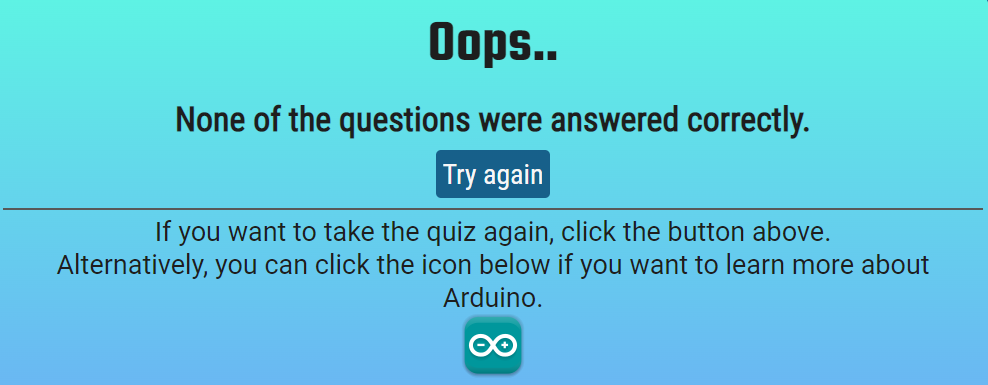 Oops..
None of the questions were answered correctly.
Try again
If you want to take the quiz again, click the button above.
Alternatively, you can click the icon below if you want to learn more about
Arduino.